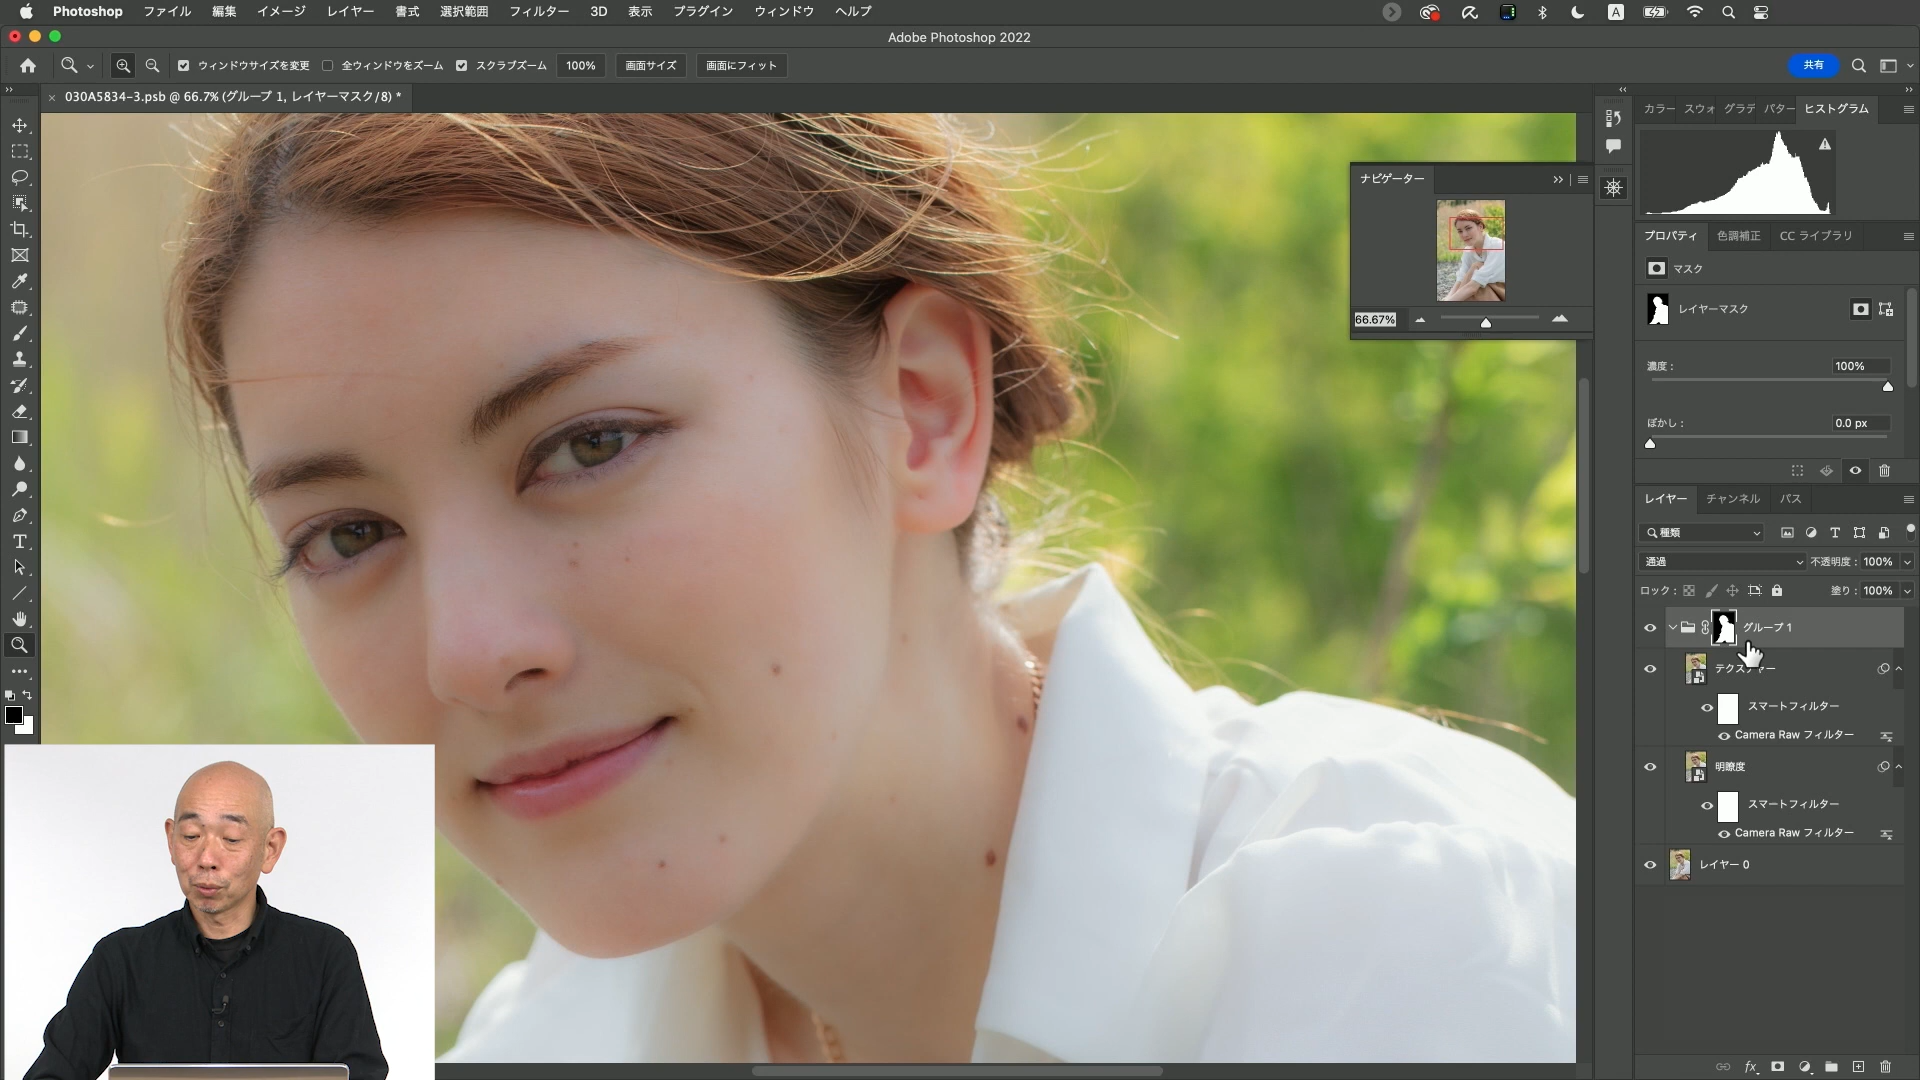 Photoshop ファイル 編集 イメージ レイヤー 書式 選択範囲 フィルター 3D 表示 プラグイン ウィンドウ ヘルプ A
Adobe Photoshop 2022
ウィンドウサイズを変更 全ウィンドウをズーム スクラブズーム 100% 画面サイズ 画面にフィット 共有
030A5834-3.psb @ 66.7% (グループ 1, レイヤーマスク/8) *
カラー スウォ グラデ パター ヒストグラム
ナビゲーター
66.67%
プロパティ 色調補正 CC ライブラリ
マスク
レイヤーマスク
濃度 : 100%
ぼかし : 0.0 px
レイヤー チャンネル パス
種類
通過 不透明度 : 100%
ロック : 塗り : 100%
グループ 1
テクスチャー
スマートフィルター
Camera Raw フィルター
明瞭度
スマートフィルター
Camera Raw フィルター
レイヤー 0
fx